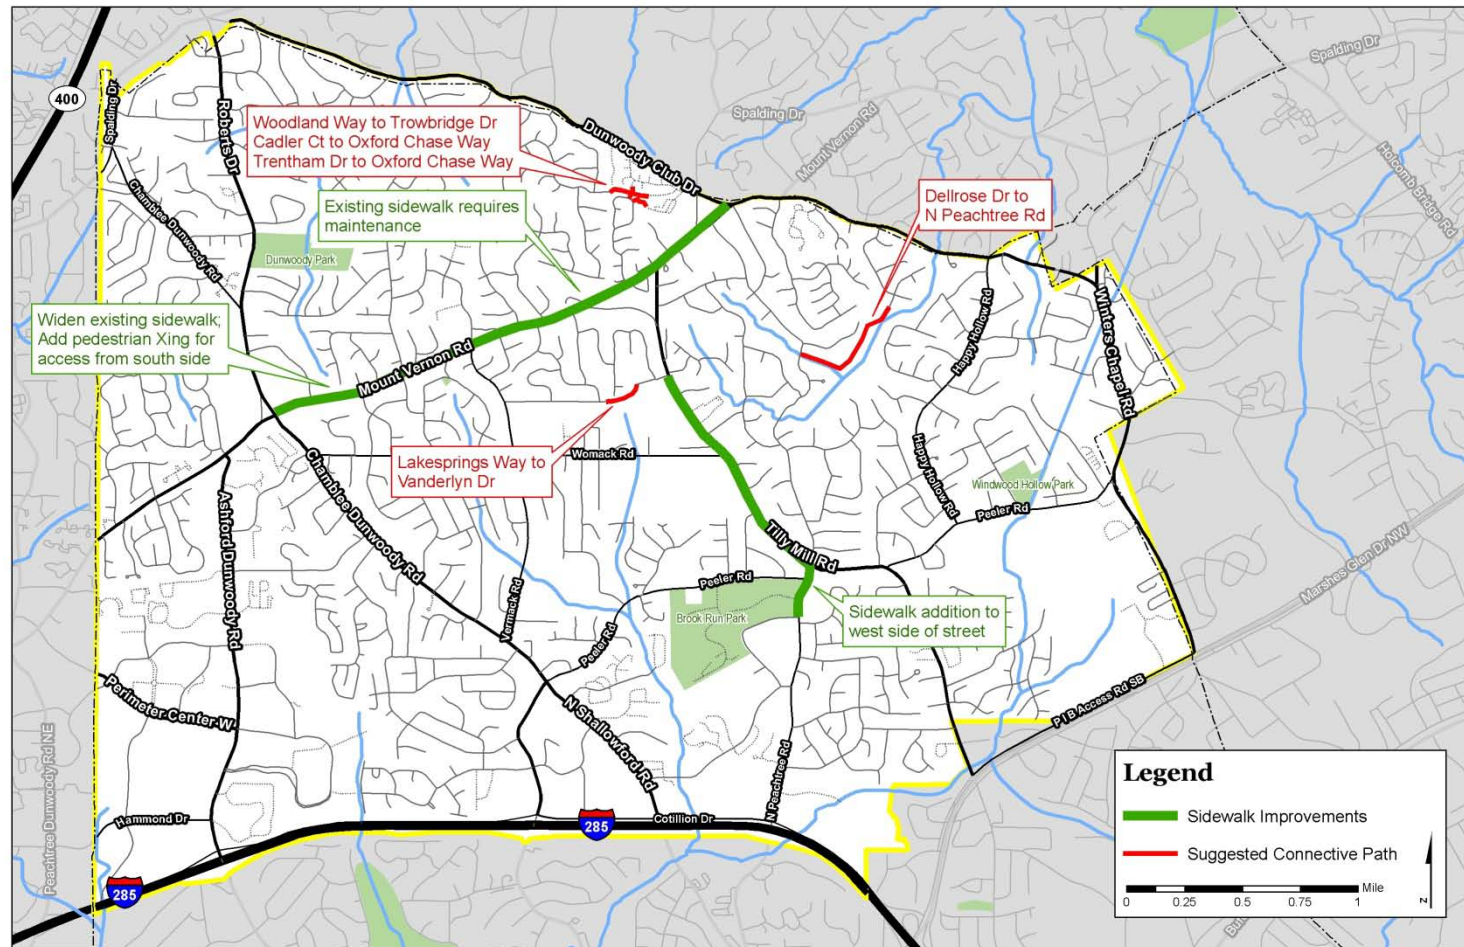 400
Spalding Dr
Roberts Dr
Chamblee Dunwoody Rd
Woodland Way to Trowbridge Dr
Cadler Ct to Oxford Chase Way
Trentham Dr to Oxford Chase Way
Existing sidewalk requires
maintenance
Dunwoody Park
Widen existing sidewalk;
Add pedestrian Xing for
access from south side
Mount Vernon Rd
Dunwoody Club Dr
Spalding Dr
Mount Vernon Rd
Spalding Dr
Holcomb Bridge Rd
Dellrose Dr to
N Peachtree Rd
Happy Hollow Rd
Winters Chapel Rd
Happy Hollow Rd
Windwood Hollow Park
Peeler Rd
Lakesprings Way to
Vanderlyn Dr
Womack Rd
Chamblee Dunwoody Rd
Ashford Dunwoody Rd
Tilly Mill Rd
Peeler Rd
Brook Run Park
Sidewalk addition to
west side of street
Vermack Rd
Peeler Rd
Marshes Glen Dr NW
Perimeter Center W
N Shallowford Rd
N Peachtree Rd
P I B Access Rd SB
Peachtree Dunwoody Rd NE
Hammond Dr
285
Cotillion Dr
285
Legend
Sidewalk Improvements
Suggested Connective Path
Mile
0 0.25 0.5 0.75 1
N